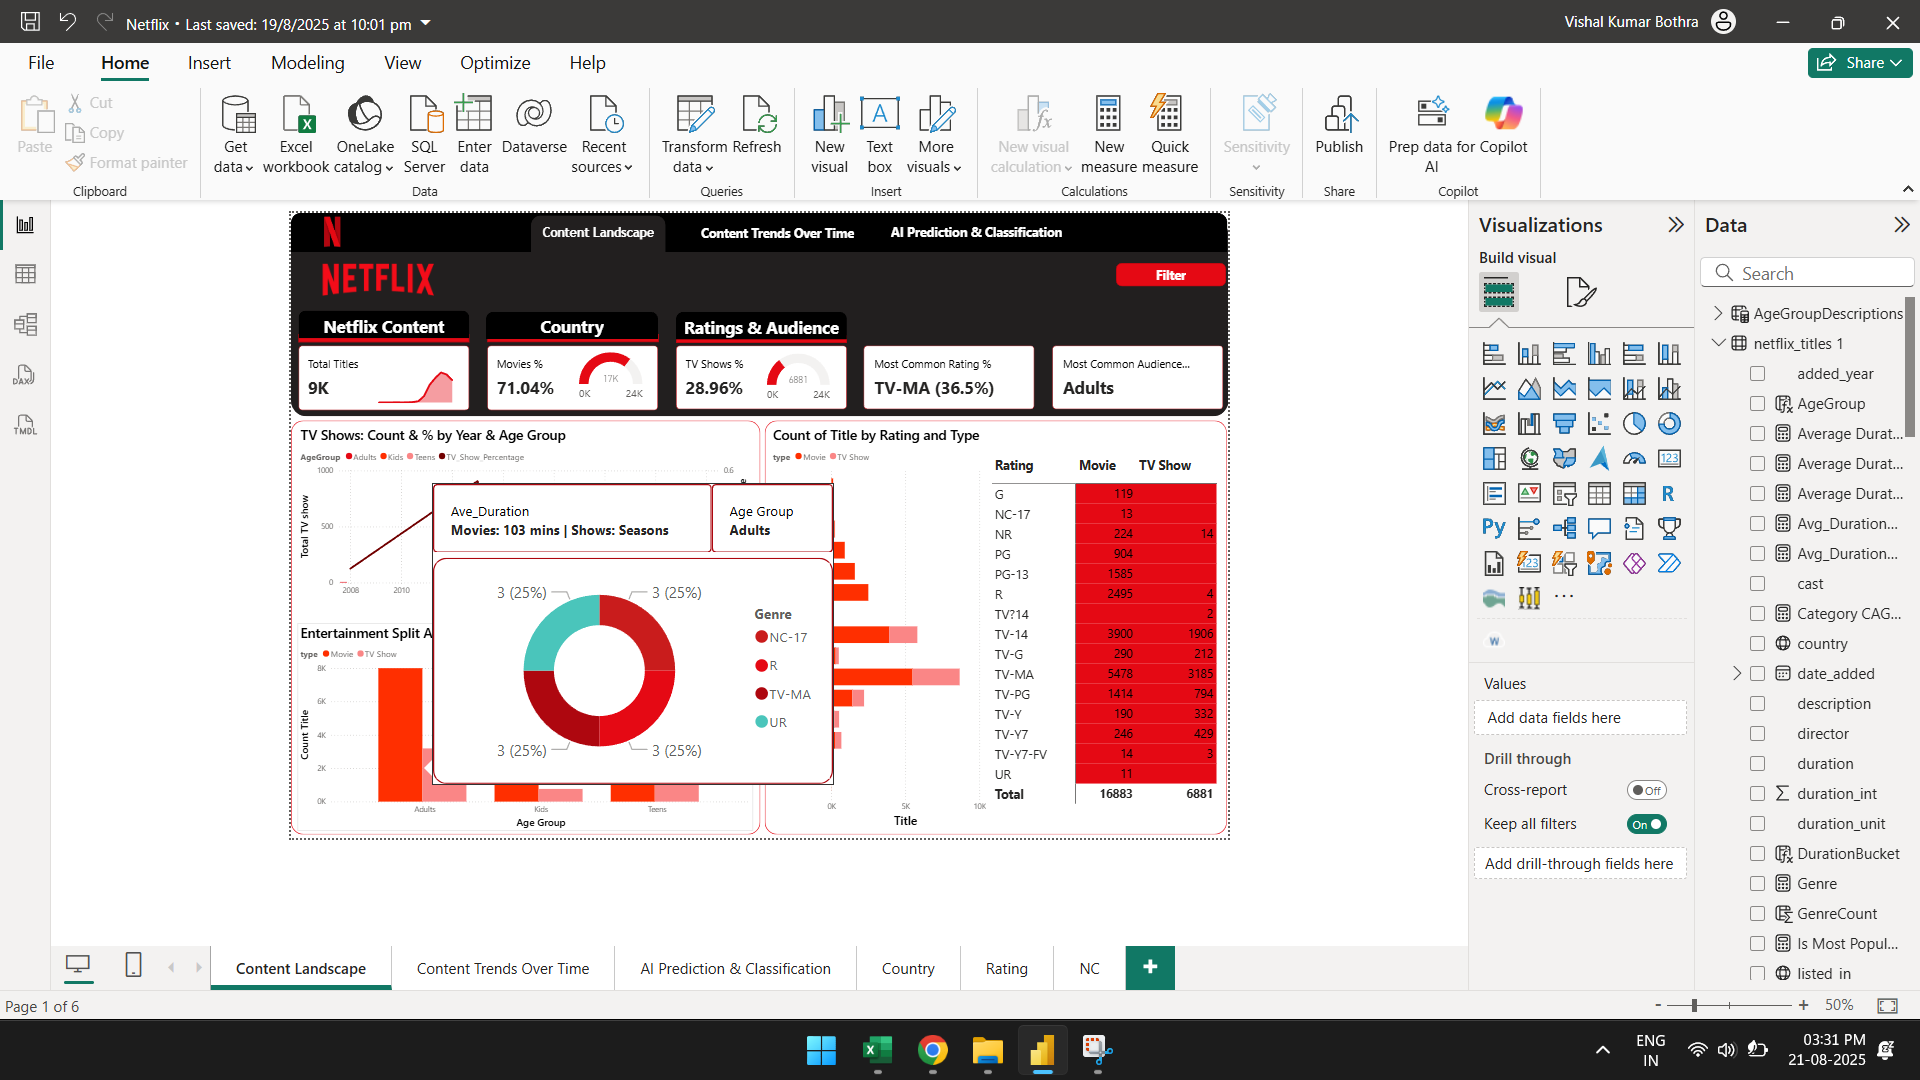 Netflix • Last saved: 19/8/2025 at 10:01 pm
Vishal Kumar Bothra
File Home Insert Modeling View Optimize Help
Share
Paste
Cut
Copy
Format painter
Clipboard
Get data
Excel workbook
OneLake catalog
SQL Server
Enter data
Dataverse
Recent sources
Data
Transform data
Refresh
Queries
New visual
Text box
More visuals
Insert
New visual calculation
New measure
Quick measure
Calculations
Sensitivity
Sensitivity
Publish
Share
Prep data for AI
Copilot
Copilot
DAX
TMDL
N
Content Landscape
Content Trends Over Time
AI Prediction & Classification
NETFLIX
Filter
Netflix Content
Country
Ratings & Audience
Total Titles
9K
Movies %
71.04%
17K
0K 24K
TV Shows %
28.96%
6881
0K 24K
Most Common Rating %
TV-MA (36.5%)
Most Common Audience...
Adults
TV Shows: Count & % by Year & Age Group
AgeGroup Adults Kids Teens TV_Show_Percentage
Total TV show
1000
500
0
0.6
2008 2010
Ave_Duration
Movies: 103 mins | Shows: Seasons
Age Group
Adults
3 (25%) 3 (25%)
3 (25%) 3 (25%)
Genre
NC-17
R
TV-MA
UR
Entertainment Split A
type Movie TV Show
Count Title
8K
6K
4K
2K
0K
Adults Kids Teens
Age Group
Count of Title by Rating and Type
type Movie TV Show
0K 5K 10K
Title
Rating Movie TV Show
G 119
NC-17 13
NR 224 14
PG 904
PG-13 1585
R 2495 4
TV?14 2
TV-14 3900 1906
TV-G 290 212
TV-MA 5478 3185
TV-PG 1414 794
TV-Y 190 332
TV-Y7 246 429
TV-Y7-FV 14 3
UR 11
Total 16883 6881
Visualizations
Build visual
123
R
Py
123
W
Values
Add data fields here
Drill through
Cross-report
Off
Keep all filters
On
Add drill-through fields here
Data
Search
AgeGroupDescriptions
netflix_titles 1
added_year
AgeGroup
Average Durat...
Average Durat...
Average Durat...
Avg_Duration...
Avg_Duration...
cast
Category CAG...
country
date_added
description
director
duration
duration_int
duration_unit
DurationBucket
Genre
GenreCount
Is Most Popul...
listed in
Content Landscape
Content Trends Over Time
AI Prediction & Classification
Country
Rating
NC
+
Page 1 of 6
- + 50%
ENG
IN
03:31 PM
21-08-2025